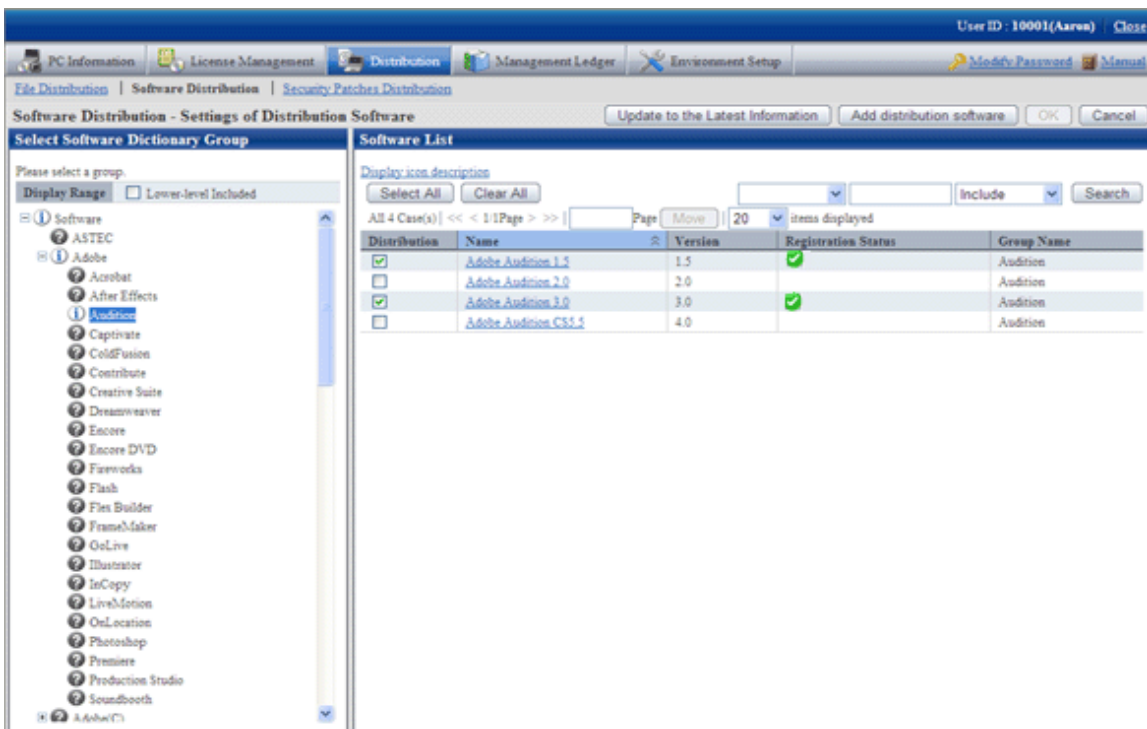 User ID : 10001(Aaron) Close
PC Information License Management Distribution Management Ledger Environment Setup Modify Password Manual
File Distribution | Software Distribution | Security Patches Distribution
Software Distribution - Settings of Distribution Software Update to the Latest Information Add distribution software OK Cancel
Select Software Dictionary Group
Please select a group.
Display Range Lower-level Included
Software
ASTEC
Adobe
Acrobat
After Effects
Audition
Captivate
ColdFusion
Contribute
Creative Suite
Dreamweaver
Encore
Encore DVD
Fireworks
Flash
Flex Builder
FrameMaker
GoLive
Illustrator
InCopy
LiveMotion
OnLocation
Photoshop
Premiere
Production Studio
Soundbooth
Adobe(C)
Software List
Display icon description
Select All Clear All Include Search
All 4 Case(s) | << < 1/1Page > >> | Page Move | 20 items displayed
Distribution Name Version Registration Status Group Name
Adobe Audition 1.5 1.5 Audition
Adobe Audition 2.0 2.0 Audition
Adobe Audition 3.0 3.0 Audition
Adobe Audition CS5.5 4.0 Audition